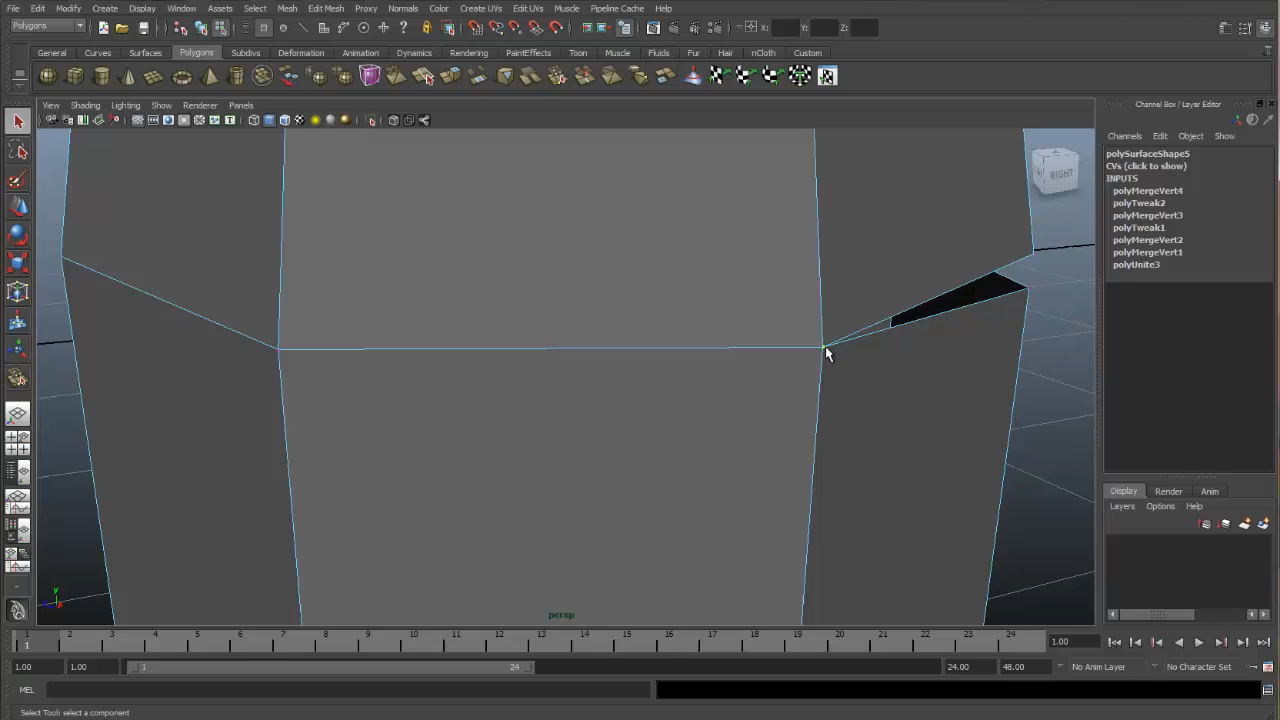 File Edit Modify Create Display Window Assets Select Mesh Edit Mesh Proxy Normals Color Create UVs Edit UVs Muscle Pipeline Cache Help
Polygons X: Y: Z:
General Curves Surfaces Polygons Subdivs Deformation Animation Dynamics Rendering PaintEffects Toon Muscle Fluids Fur Hair nCloth Custom
View Shading Lighting Show Renderer Panels
Channel Box / Layer Editor
Channels Edit Object Show
polySurfaceShape5
CVs (click to show)
INPUTS
polyMergeVert4
polyTweak2
polyMergeVert3
polyTweak1
polyMergeVert2
polyMergeVert1
polyUnite3
RIGHT
Display Render Anim
Layers Options Help
y
persp
1 2 3 4 5 6 7 8 9 10 11 12 13 14 15 16 17 18 19 20 21 22 23 24
1 1.00
1.00 1.00 1 24 24.00 48.00 No Anim Layer No Character Set
MEL
Select Tool: select a component